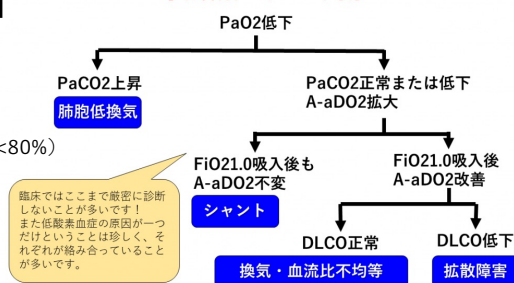 PaO2低下
PaCO2上昇
肺胞低換気
PaCO2正常または低下
A-aDO2拡大
<80%）
FiO21.0吸入後も
A-aDO2不変
シャント
FiO21.0吸入後
A-aDO2改善
臨床ではここまで厳密に診断
しないことが多いです！
また低酸素血症の原因が一つ
だけということは珍しく、そ
れぞれが絡み合っていること
が多いです。
DLCO正常
換気・血流比不均等
DLCO低下
拡散障害